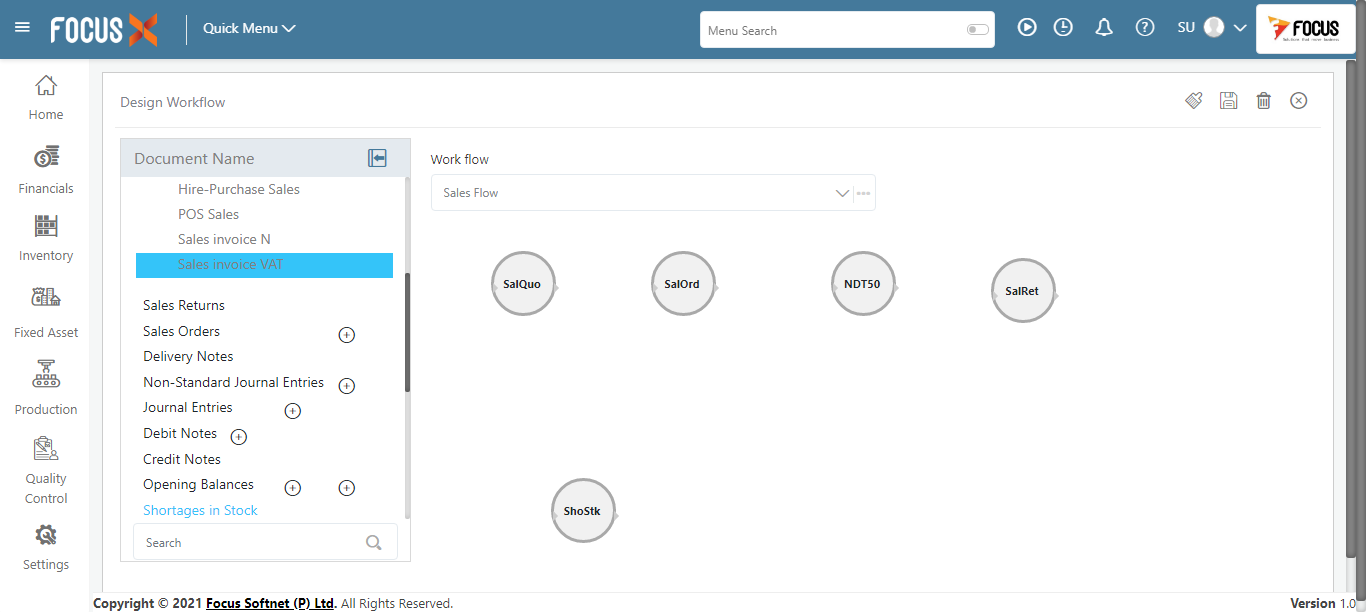 FOCUS X
Quick Menu
Menu Search
SU
FOCUS
Home
Financials
Inventory
Fixed Asset
Production
Quality
Control
Settings
Design Workflow
Document Name
Hire-Purchase Sales
POS Sales
Sales invoice N
Sales invoice VAT
Sales Returns
Sales Orders
Delivery Notes
Non-Standard Journal Entries
Journal Entries
Debit Notes
Credit Notes
Opening Balances
Shortages in Stock
Search
Work flow
Sales Flow
SalQuo
SalOrd
NDT50
SalRet
ShoStk
Copyright © 2021 Focus Softnet (P) Ltd. All Rights Reserved.
Version 1.0